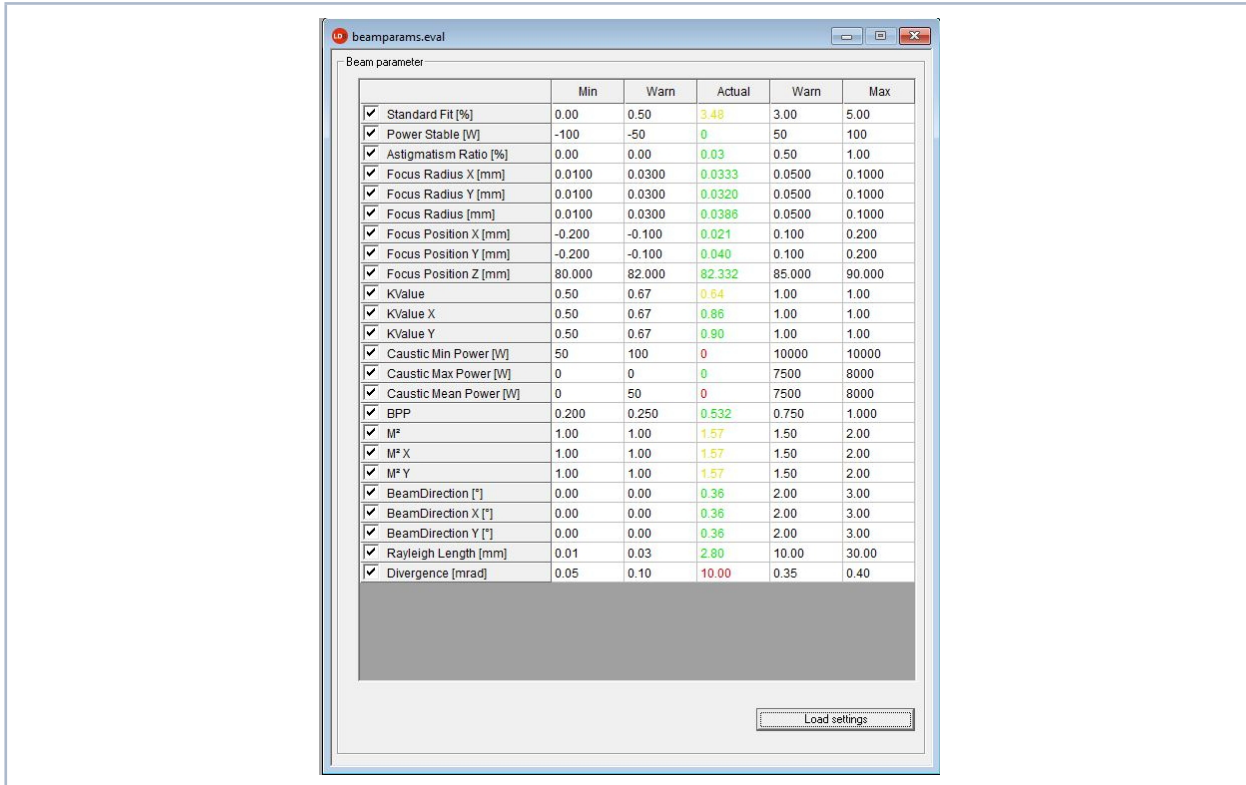 LD beamparams.eval
Beam parameter
Min Warn Actual Warn Max
Standard Fit [%] 0.00 0.50 3.48 3.00 5.00
Power Stable [W] -100 -50 0 50 100
Astigmatism Ratio [%] 0.00 0.00 0.03 0.50 1.00
Focus Radius X [mm] 0.0100 0.0300 0.0333 0.0500 0.1000
Focus Radius Y [mm] 0.0100 0.0300 0.0320 0.0500 0.1000
Focus Radius [mm] 0.0100 0.0300 0.0386 0.0500 0.1000
Focus Position X [mm] -0.200 -0.100 0.021 0.100 0.200
Focus Position Y [mm] -0.200 -0.100 0.040 0.100 0.200
Focus Position Z [mm] 80.000 82.000 82.332 85.000 90.000
KValue 0.50 0.67 0.64 1.00 1.00
KValue X 0.50 0.67 0.86 1.00 1.00
KValue Y 0.50 0.67 0.90 1.00 1.00
Caustic Min Power [W] 50 100 0 10000 10000
Caustic Max Power [W] 0 0 0 7500 8000
Caustic Mean Power [W] 0 50 0 7500 8000
BPP 0.200 0.250 0.532 0.750 1.000
M² 1.00 1.00 1.57 1.50 2.00
M² X 1.00 1.00 1.57 1.50 2.00
M² Y 1.00 1.00 1.57 1.50 2.00
BeamDirection [°] 0.00 0.00 0.36 2.00 3.00
BeamDirection X [°] 0.00 0.00 0.36 2.00 3.00
BeamDirection Y [°] 0.00 0.00 0.36 2.00 3.00
Rayleigh Length [mm] 0.01 0.03 2.80 10.00 30.00
Divergence [mrad] 0.05 0.10 10.00 0.35 0.40
Load settings